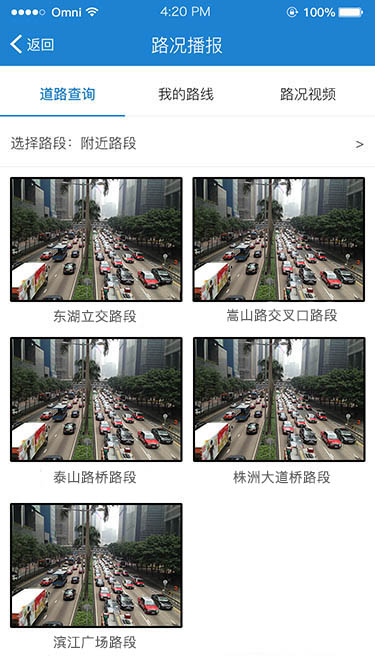 Omni 4:20 PM 100%
返回 路况播报
道路查询 我的路线 路况视频
选择路段：附近路段 >
东湖立交路段 嵩山路交叉口路段
泰山路桥路段 株洲大道桥路段
滨江广场路段